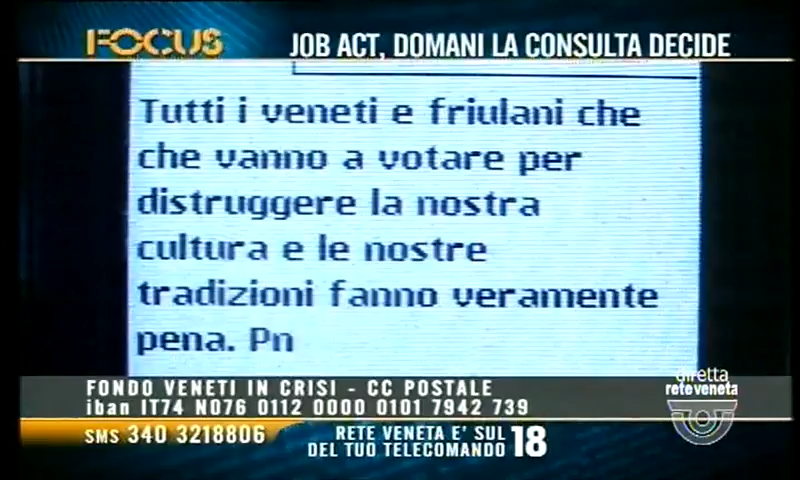 FOCUS
JOB ACT, DOMANI LA CONSULTA DECIDE
Tutti i veneti e friulani che
che vanno a votare per
distruggere la nostra
cultura e le nostre
tradizioni fanno veramente
pena. Pn
diretta
reteveneta
FONDO VENETI IN CRISI - CC POSTALE
iban IT74 N076 0112 0000 0101 7942 739
SMS 340 3218806
RETE VENETA E' SUL
DEL TUO TELECOMANDO 18